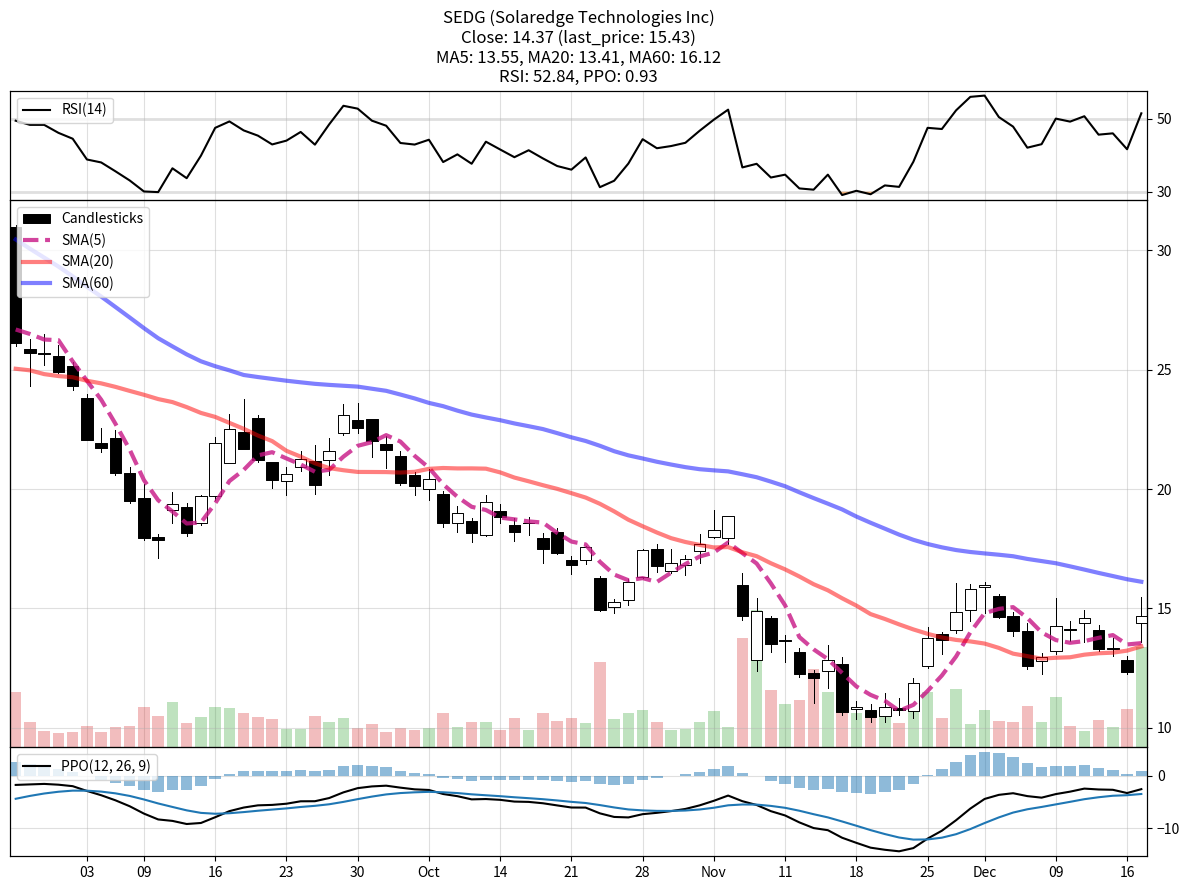 SEDG (Solaredge Technologies Inc)
Close: 14.37 (last_price: 15.43)
MA5: 13.55, MA20: 13.41, MA60: 16.12
RSI: 52.84, PPO: 0.93
RSI(14)
50
30
Candlesticks
SMA(5)
SMA(20)
SMA(60)
30
25
20
15
10
PPO(12, 26, 9)
0
−10
03 09 16 23 30 Oct 14 21 28 Nov 11 18 25 Dec 09 16